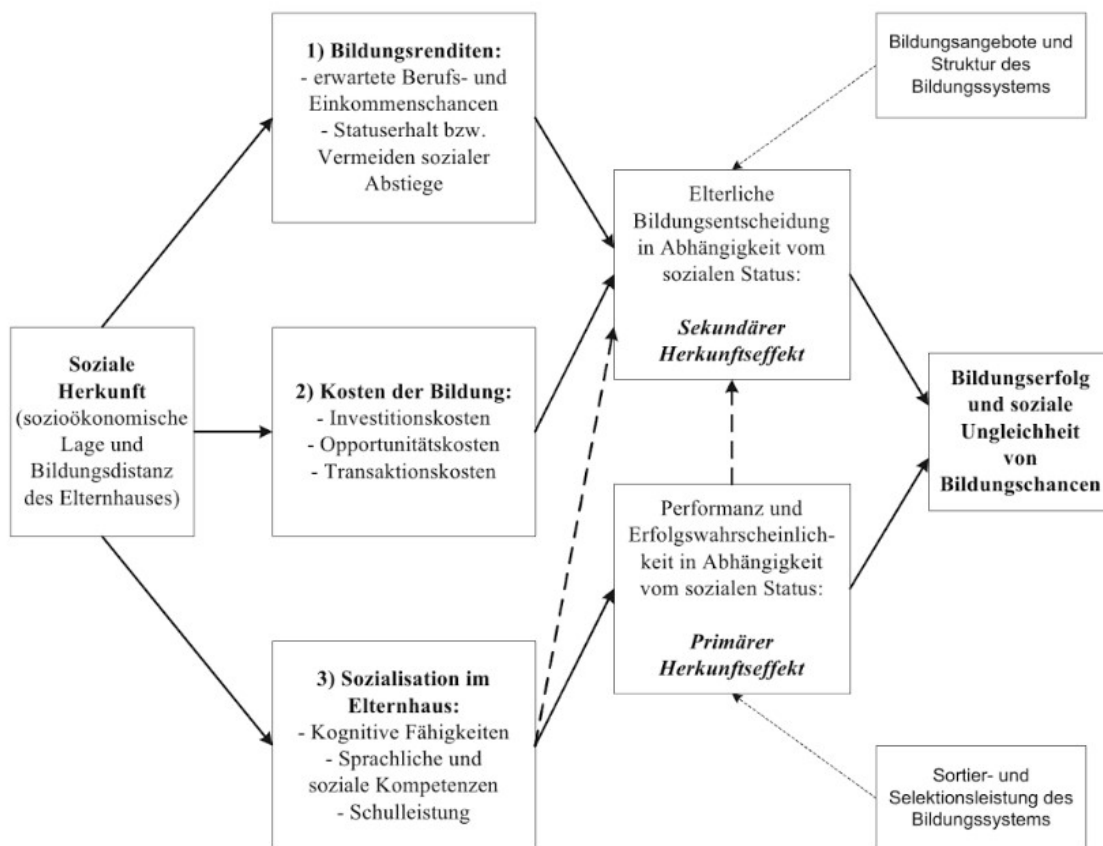 Soziale
Herkunft
(sozioökonomische
Lage und
Bildungsdistanz
des Elternhauses)
1) Bildungsrenditen:
- erwartete Berufs- und
Einkommenschancen
- Statuserhalt bzw.
Vermeiden sozialer
Abstiege
2) Kosten der Bildung:
- Investitionskosten
- Opportunitätskosten
- Transaktionskosten
3) Sozialisation im
Elternhaus:
- Kognitive Fähigkeiten
- Sprachliche und
soziale Kompetenzen
- Schulleistung
Bildungsangebote und
Struktur des
Bildungssystems
Elterliche
Bildungsentscheidung
in Abhängigkeit vom
sozialen Status:
Sekundärer
Herkunftseffekt
Performanz und
Erfolgswahrscheinlich-
keit in Abhängigkeit
vom sozialen Status:
Primärer
Herkunftseffekt
Sortier- und
Selektionsleistung des
Bildungssystems
Bildungserfolg
und soziale
Ungleichheit
von
Bildungschancen